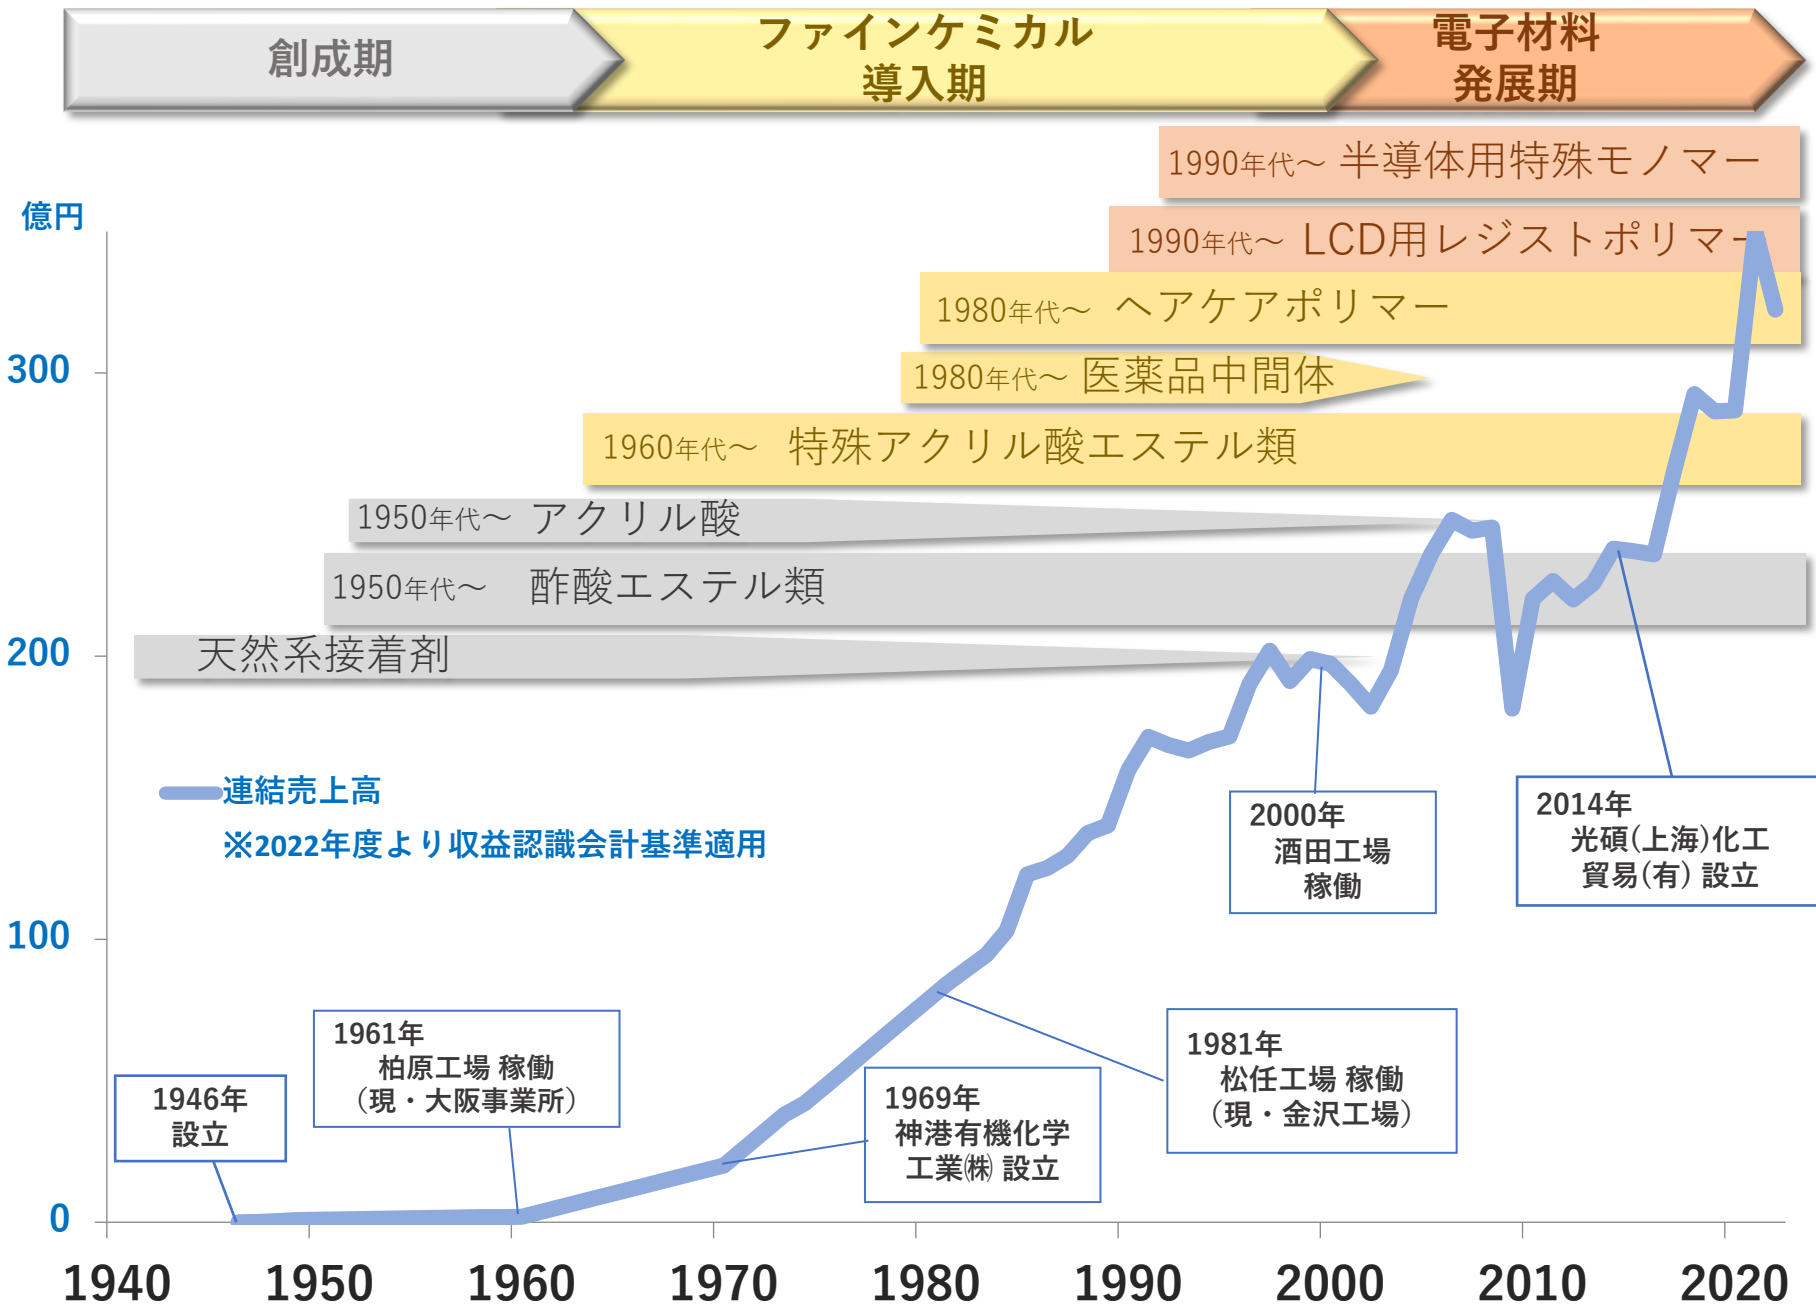 創成期
ファインケミカル
導入期
電子材料
発展期
1990年代～ 半導体用特殊モノマー
億円
1990年代～ LCD用レジストポリマー
1980年代～ ヘアケアポリマー
300
1980年代～ 医薬品中間体
1960年代～ 特殊アクリル酸エステル類
1950年代～ アクリル酸
1950年代～ 酢酸エステル類
200
天然系接着剤
連結売上高
※2022年度より収益認識会計基準適用
2000年
酒田工場
稼働
2014年
光碩(上海)化工
貿易(有) 設立
100
1961年
柏原工場 稼働
（現・大阪事業所）
1981年
松任工場 稼働
（現・金沢工場）
1946年
設立
1969年
神港有機化学
工業㈱ 設立
0
1940 1950 1960 1970 1980 1990 2000 2010 2020